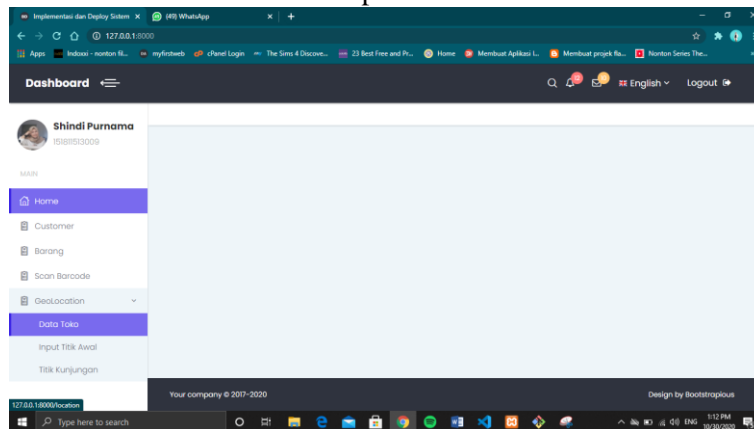 Implementasi dan Deploy Sistem
(49) WhatsApp
127.0.0.1:8000
Apps
Indoxxi - nonton fil...
myfirstweb
cPanel Login
The Sims 4 Discove...
23 Best Free and Pr...
Home
Membuat Aplikasi L...
Membuat projek fla...
Nonton Series The...
Dashboard
English
Logout
Shindi Purnama
151811513009
MAIN
Home
Customer
Barang
Scan Barcode
GeoLocation
Data Toko
Input Titik Awal
Titik Kunjungan
Your company © 2017-2020
Design by Bootstrapious
127.0.0.1:8000/location
Type here to search
ENG
1:12 PM
10/30/2020